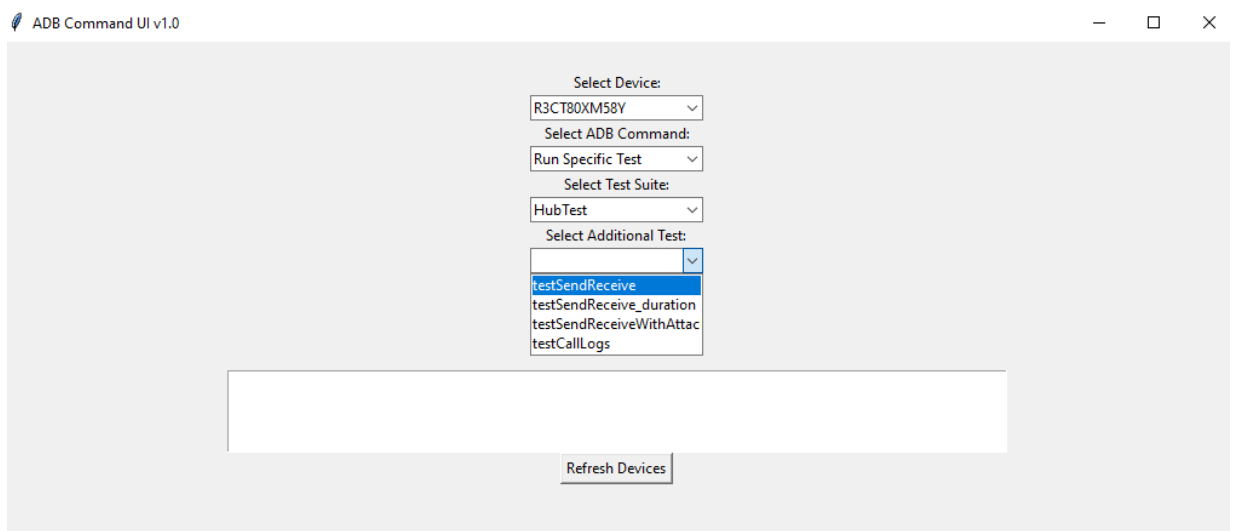 ADB Command UI v1.0
Select Device:
R3CT80XM58Y
Select ADB Command:
Run Specific Test
Select Test Suite:
HubTest
Select Additional Test:
testSendReceive
testSendReceive_duration
testSendReceiveWithAttac
testCallLogs
Refresh Devices